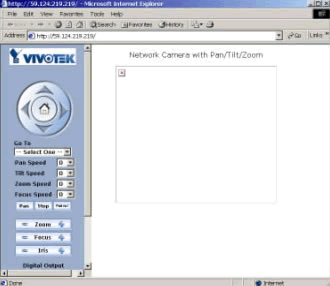 http://59.124.219.219/ - Microsoft Internet Explorer
File Edit View Favorites Tools Help
Search Favorites History
Address http://59.124.219.219/ Go Links »
VIVOTEK
Network Camera with Pan/Tilt/Zoom
Go To
-- Select One --
Pan Speed 0
Tilt Speed 0
Zoom Speed 0
Focus Speed 0
Pan Stop Patrol
Zoom
Focus
Iris
Digital Output
Done Internet